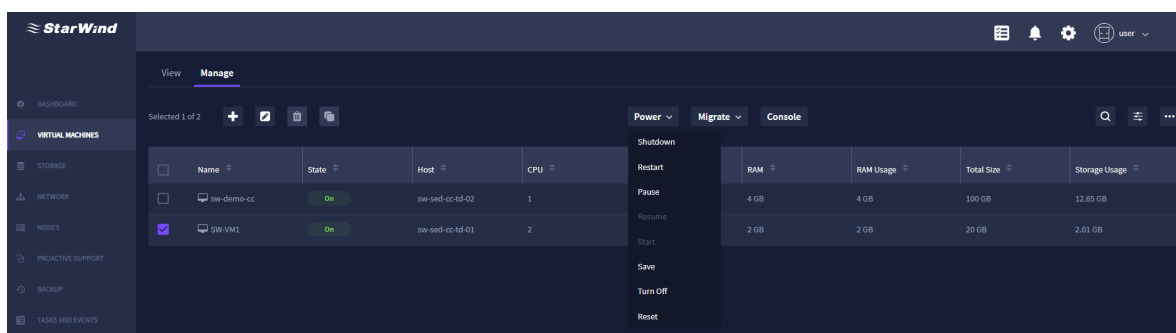 StarWind
user
View Manage
DASHBOARD
Selected 1 of 2 Power Migrate Console
VIRTUAL MACHINES
Shutdown
STORAGE
Name State Host CPU Restart RAM RAM Usage Total Size Storage Usage
Pause
NETWORK
sw-demo-cc On sw-sed-cc-td-02 1 4 GB 4 GB 100 GB 12.65 GB
Resume
NODES
SW-VM1 On sw-sed-cc-td-01 2 2 GB 2 GB 20 GB 2.01 GB
Start
PROACTIVE SUPPORT
Save
BACKUP
Turn Off
TASKS AND EVENTS
Reset